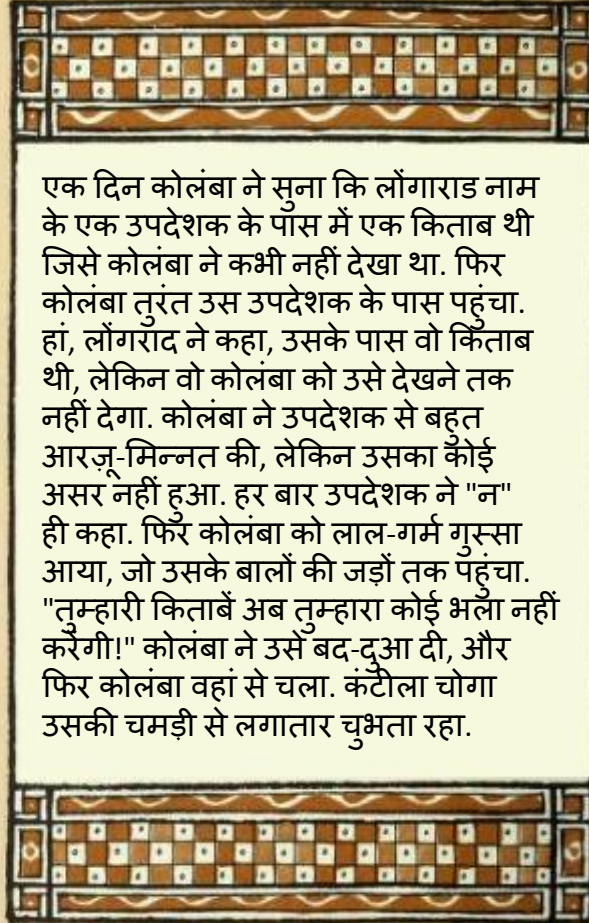 एक दिन कोलंबा ने सुना कि लोंगाराड नाम
के एक उपदेशक के पास में एक किताब थी
जिसे कोलंबा ने कभी नहीं देखा था. फिर
कोलंबा तुरंत उस उपदेशक के पास पहुंचा.
हां, लोंगराद ने कहा, उसके पास वो किताब
थी, लेकिन वो कोलंबा को उसे देखने तक
नहीं देगा. कोलंबा ने उपदेशक से बहुत
आरज़ू-मिन्नत की, लेकिन उसका कोई
असर नहीं हुआ. हर बार उपदेशक ने "न"
ही कहा. फिर कोलंबा को लाल-गर्म गुस्सा
आया, जो उसके बालों की जड़ों तक पहुंचा.
"तुम्हारी किताबें अब तुम्हारा कोई भला नहीं
करेंगी!" कोलंबा ने उसे बद-दुआ दी, और
फिर कोलंबा वहां से चला. कंटीला चोगा
उसकी चमड़ी से लगातार चुभता रहा.